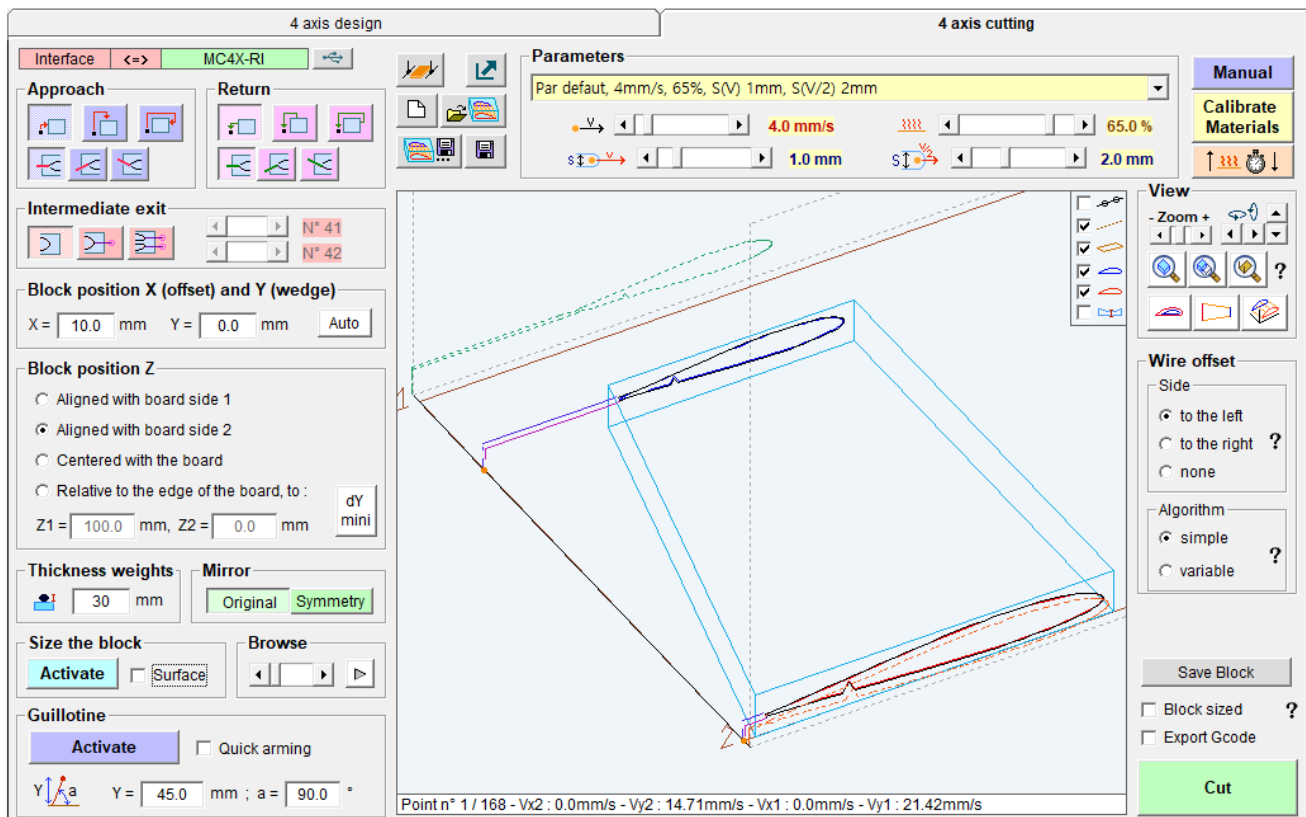 4 axis design
4 axis cutting
Interface <=> MC4X-RI
Approach
Return
Intermediate exit
N° 41
N° 42
Block position X (offset) and Y (wedge)
X = 10.0 mm Y = 0.0 mm Auto
Block position Z
Aligned with board side 1
Aligned with board side 2
Centered with the board
Relative to the edge of the board, to :
Z1 = 100.0 mm, Z2 = 0.0 mm
dY
mini
Thickness weights
30 mm
Mirror
Original Symmetry
Size the block
Activate Surface
Browse
Guillotine
Activate Quick arming
Y a Y = 45.0 mm ; a = 90.0 °
Parameters
Par defaut, 4mm/s, 65%, S(V) 1mm, S(V/2) 2mm
V 4.0 mm/s 65.0 %
S V 1.0 mm S V/2 2.0 mm
Manual
Calibrate
Materials
1
2
Point n° 1 / 168 - Vx2 : 0.0mm/s - Vy2 : 14.71mm/s - Vx1 : 0.0mm/s - Vy1 : 21.42mm/s
View
- Zoom +
?
Wire offset
Side
to the left
to the right ?
none
Algorithm
simple
?
variable
Save Block
Block sized ?
Export Gcode
Cut